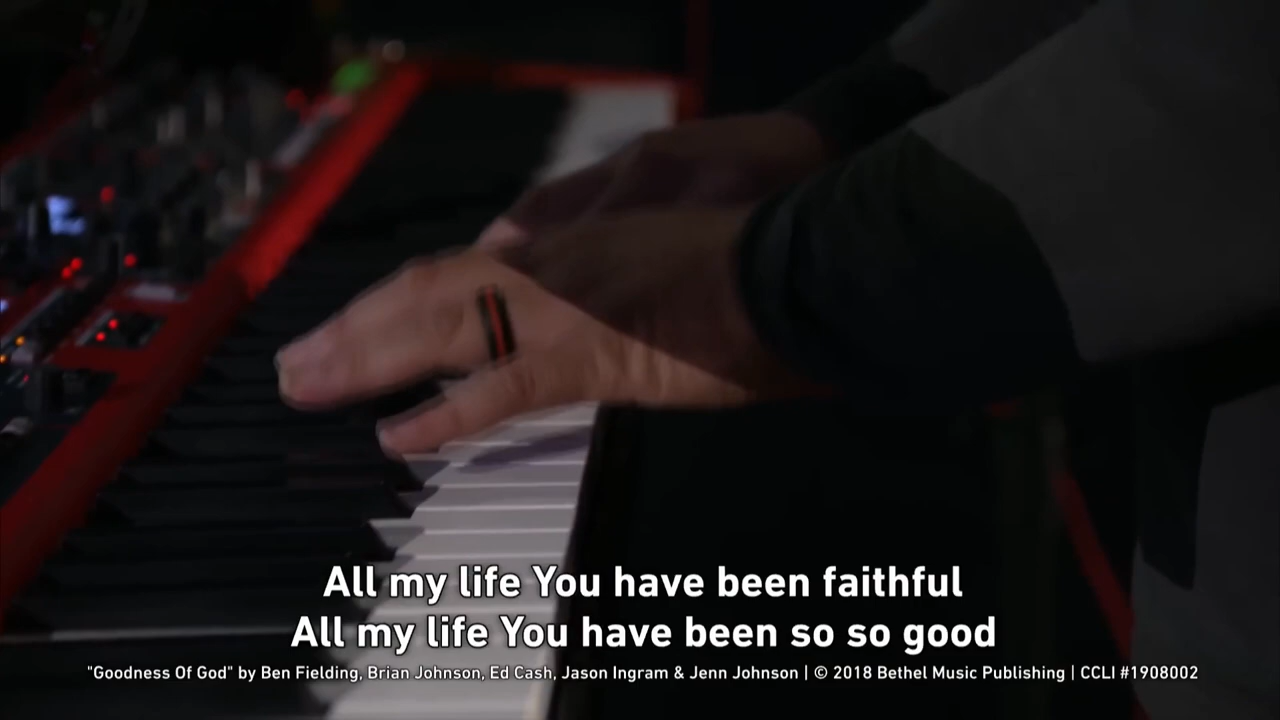 All my life You have been faithful
All my life You have been so so good
"Goodness Of God" by Ben Fielding, Brian Johnson, Ed Cash, Jason Ingram & Jenn Johnson | © 2018 Bethel Music Publishing | CCLI #1908002